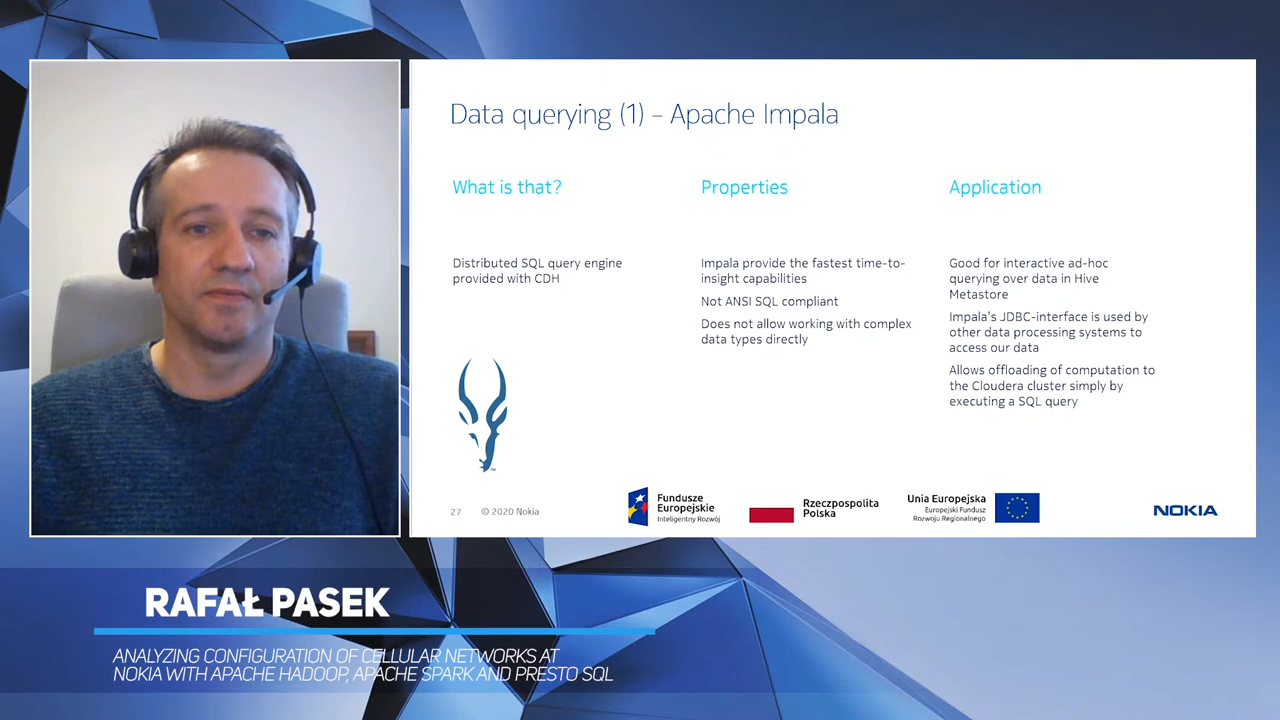 Data querying (1) – Apache Impala
What is that?
Distributed SQL query engine
provided with CDH
Properties
Impala provide the fastest time-to-
insight capabilities
Not ANSI SQL compliant
Does not allow working with complex
data types directly
Application
Good for interactive ad-hoc
querying over data in Hive
Metastore
Impala's JDBC-interface is used by
other data processing systems to
access our data
Allows offloading of computation to
the Cloudera cluster simply by
executing a SQL query
TM
27 © 2020 Nokia
Fundusze
Europejskie
Inteligentny Rozwój
Rzeczpospolita
Polska
Unia Europejska
Europejski Fundusz
Rozwoju Regionalnego
NOKIA
RAFAŁ PASEK
ANALYZING CONFIGURATION OF CELLULAR NETWORKS AT
NOKIA WITH APACHE HADOOP, APACHE SPARK AND PRESTO SQL